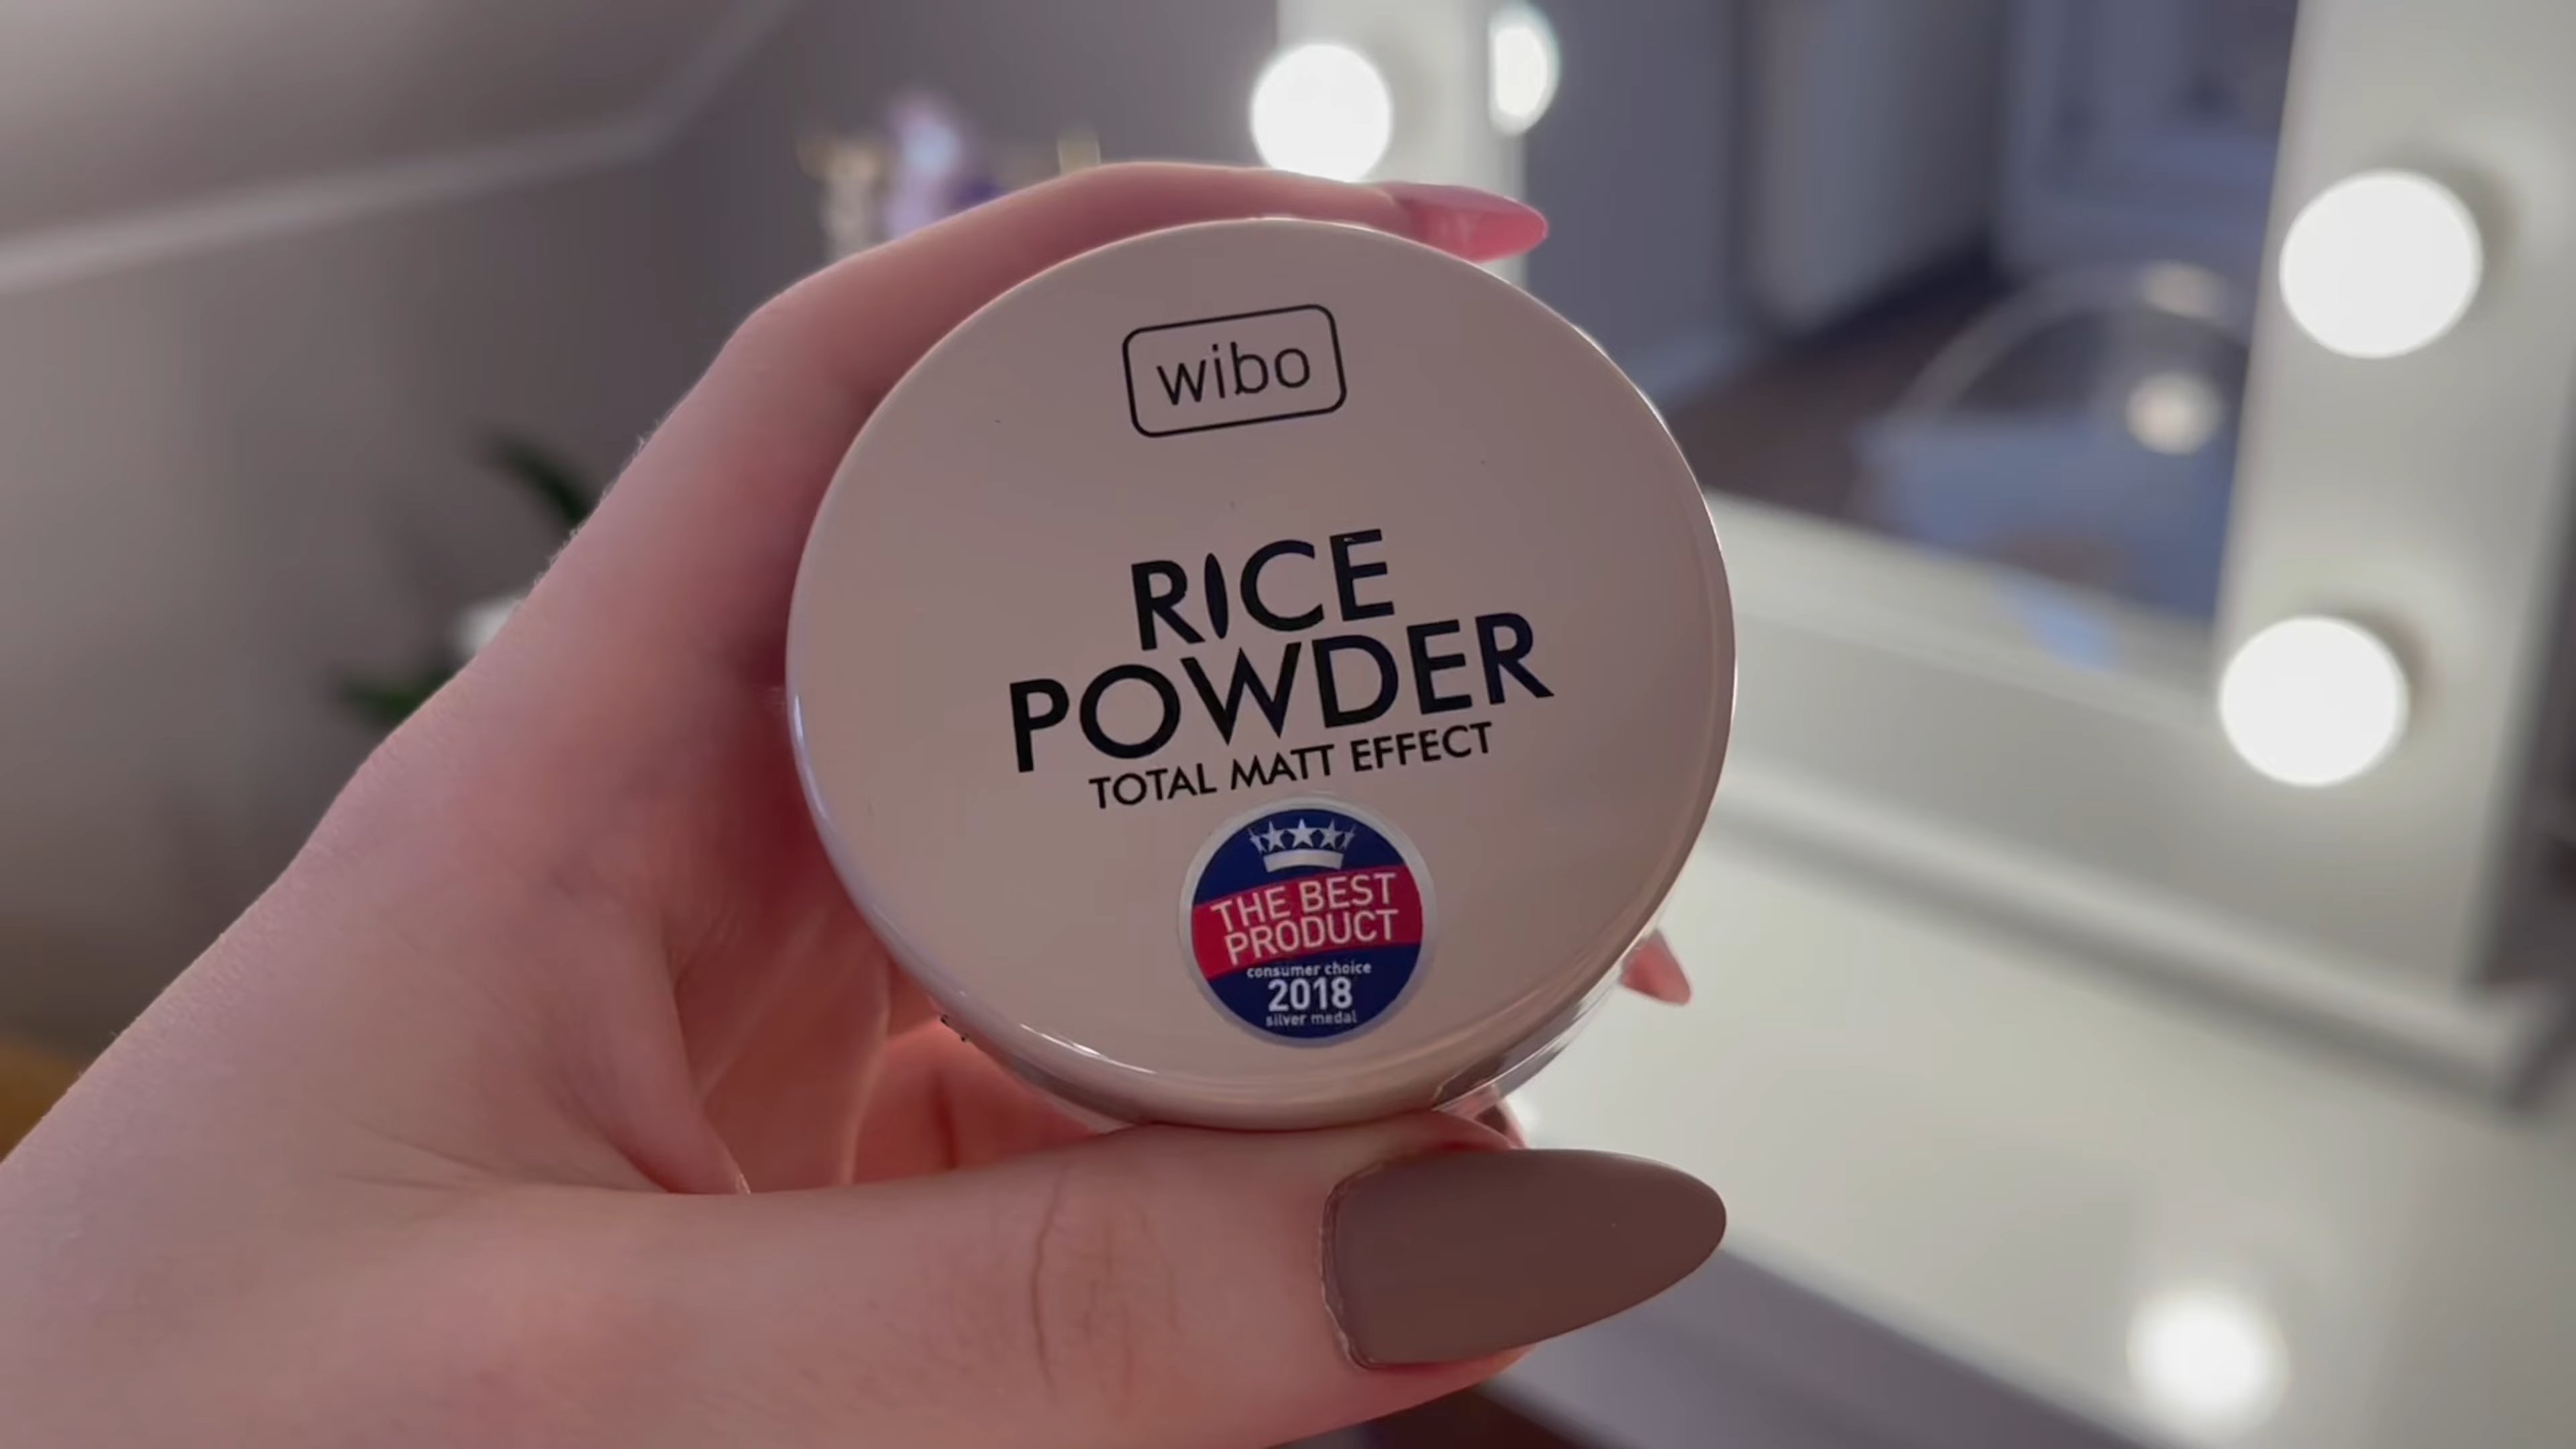 wibo
RICE
POWDER
TOTAL MATT EFFECT
THE BEST
PRODUCT
consumer choice
2018
silver medal